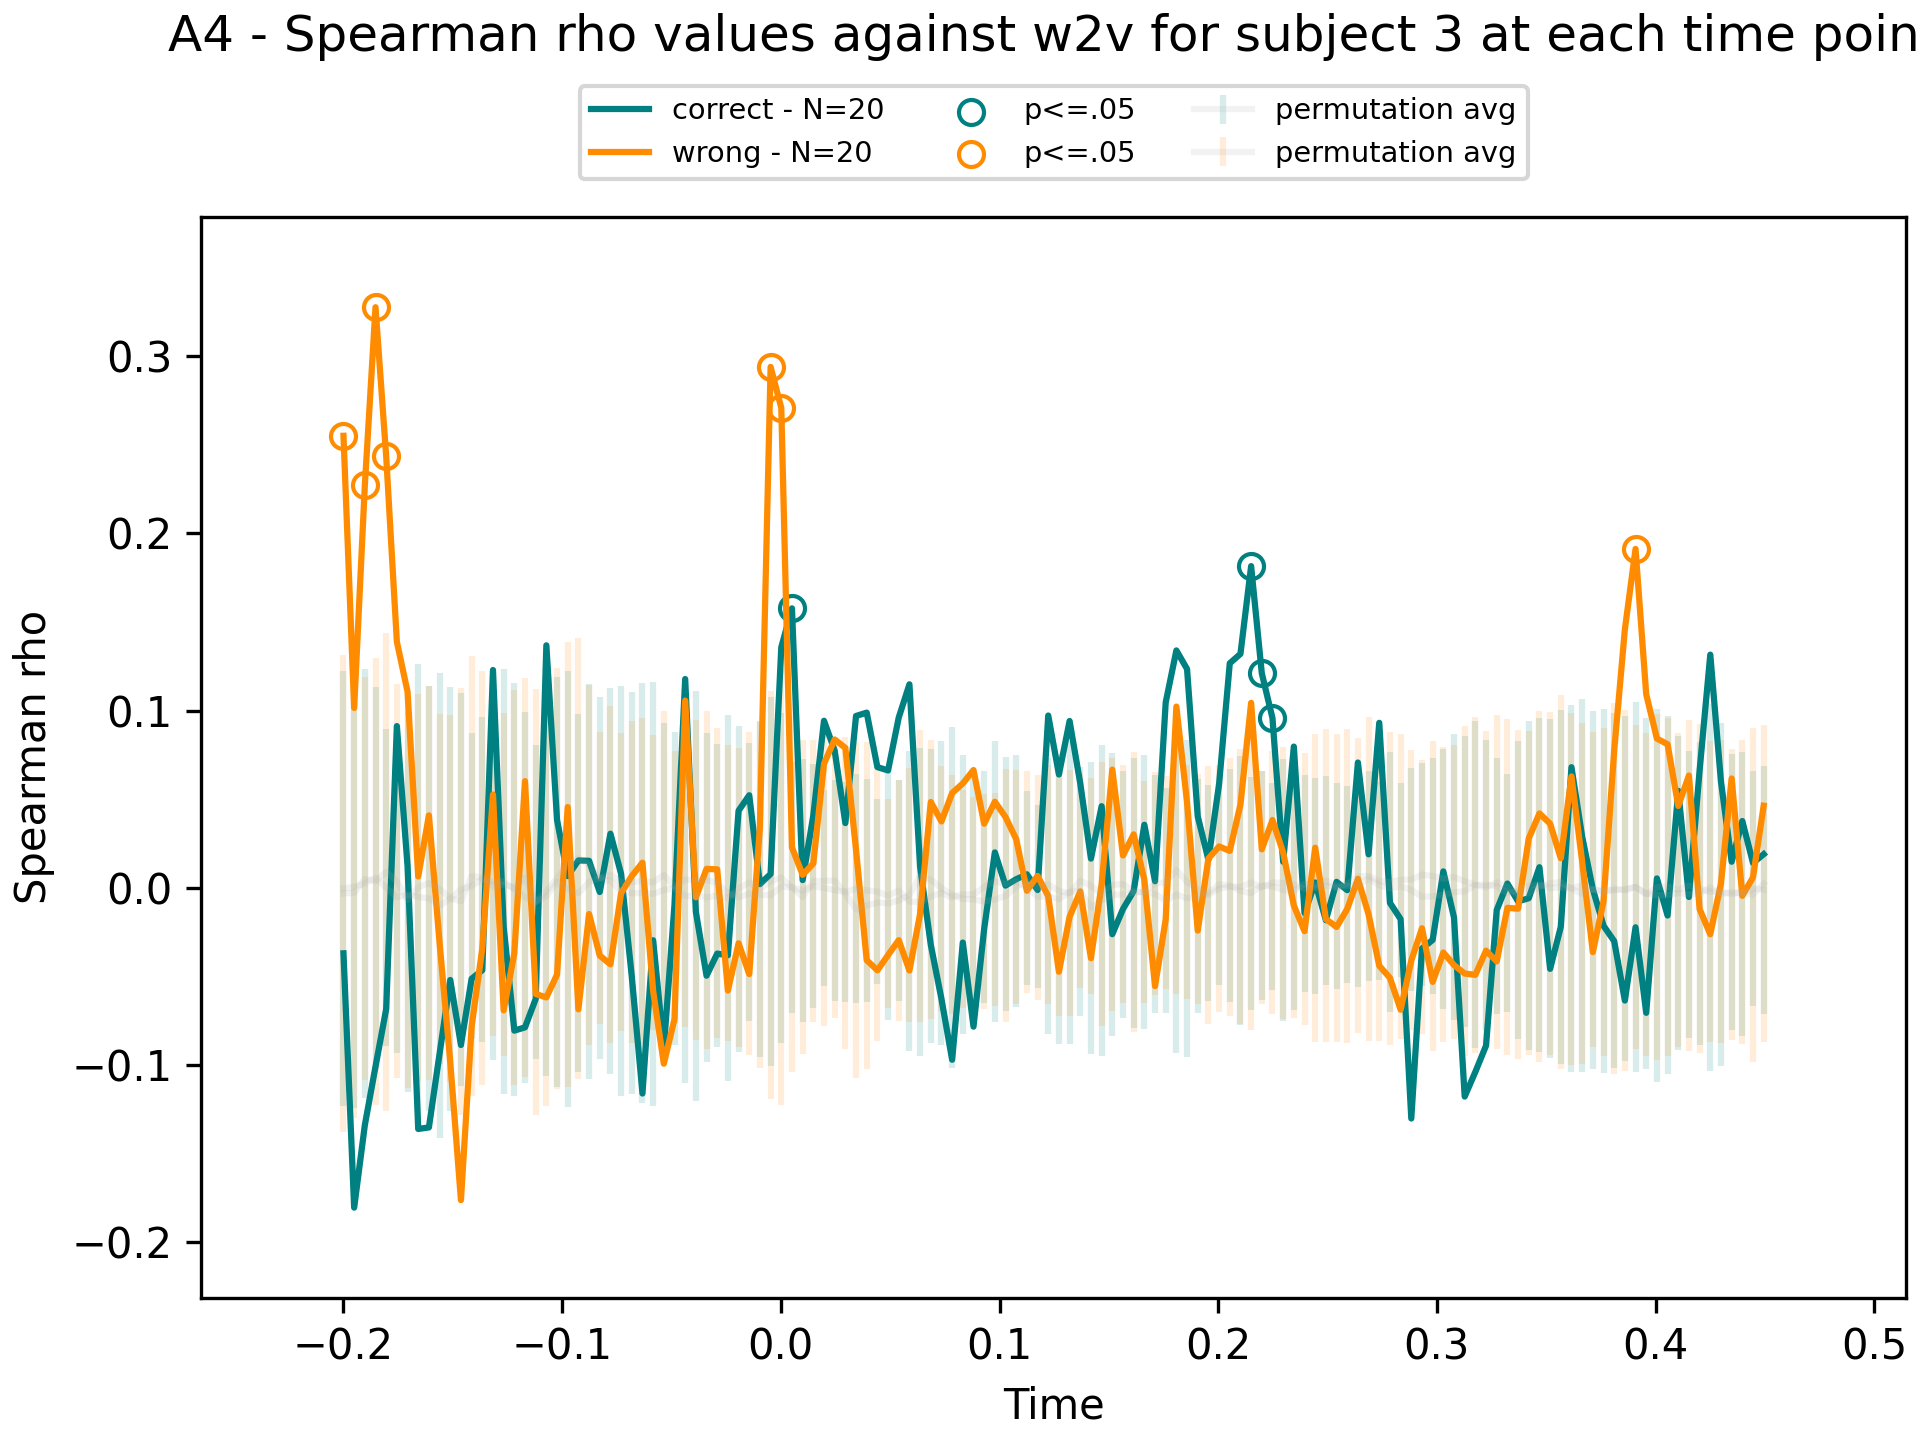 A4 - Spearman rho values against w2v for subject 3 at each time poin
correct - N=20
wrong - N=20
p<=.05
p<=.05
permutation avg
permutation avg
Spearman rho
0.3
0.2
0.1
0.0
−0.1
−0.2
−0.2
−0.1
0.0
0.1
0.2
0.3
0.4
0.5
Time